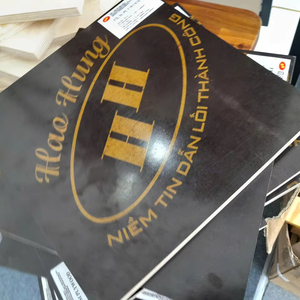 Hao Hung
HH
NIỀM TIN DẪN LỐI THÀNH CÔNG